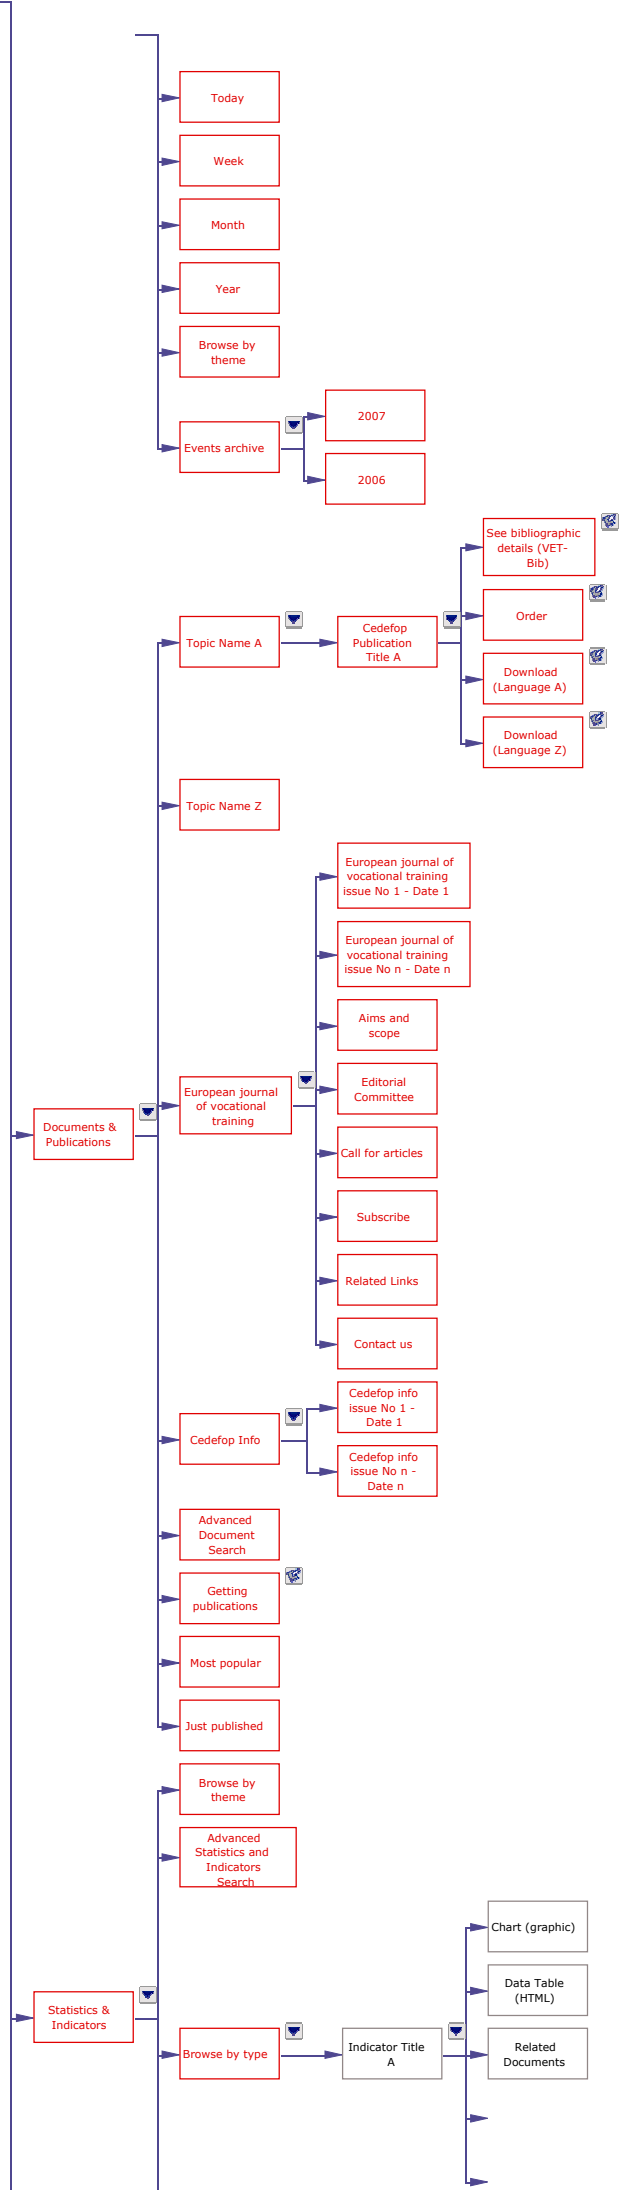 Today
Week
Month
Year
Browse by
theme
Events archive
2007
2006
See bibliographic
details (VET-
Bib)
Order
Topic Name A
Cedefop
Publication
Title A
Download
(Language A)
Download
(Language Z)
Topic Name Z
European journal of
vocational training
issue No 1 - Date 1
European journal of
vocational training
issue No n - Date n
Aims and
scope
Editorial
Committee
European journal
of vocational
training
Documents &
Publications
Call for articles
Subscribe
Related Links
Contact us
Cedefop info
issue No 1 -
Date 1
Cedefop Info
Cedefop info
issue No n -
Date n
Advanced
Document
Search
Getting
publications
Most popular
Just published
Browse by
theme
Advanced
Statistics and
Indicators
Search
Chart (graphic)
Data Table
(HTML)
Statistics &
Indicators
Browse by type
Indicator Title
A
Related
Documents